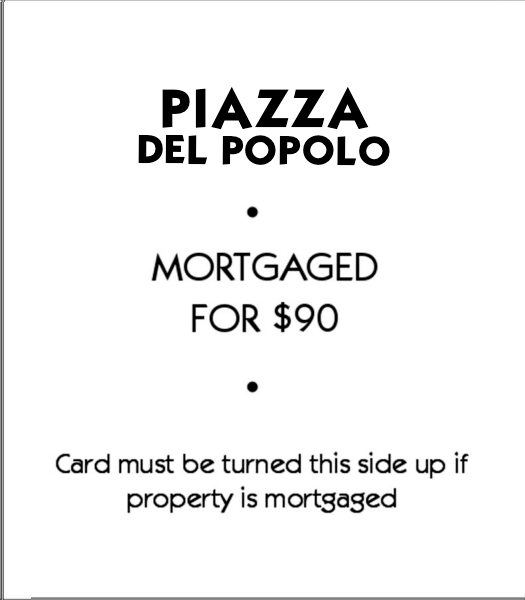 PIAZZA
DEL POPOLO
•
MORTGAGED
FOR $90
•
Card must be turned this side up if
property is mortgaged